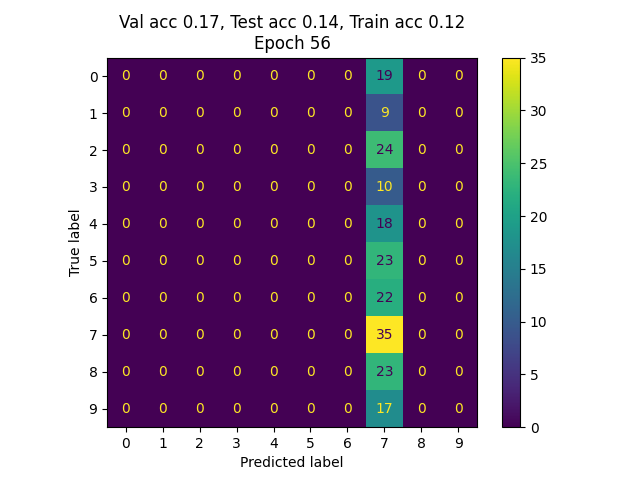 Val acc 0.17, Test acc 0.14, Train acc 0.12
Epoch 56
0 0 0 0 0 0 0 0 19 0 0
1 0 0 0 0 0 0 0 9 0 0
2 0 0 0 0 0 0 0 24 0 0
3 0 0 0 0 0 0 0 10 0 0
4 0 0 0 0 0 0 0 18 0 0
5 0 0 0 0 0 0 0 23 0 0
6 0 0 0 0 0 0 0 22 0 0
7 0 0 0 0 0 0 0 35 0 0
8 0 0 0 0 0 0 0 23 0 0
9 0 0 0 0 0 0 0 17 0 0
0 1 2 3 4 5 6 7 8 9
True label
Predicted label
35
30
25
20
15
10
5
0